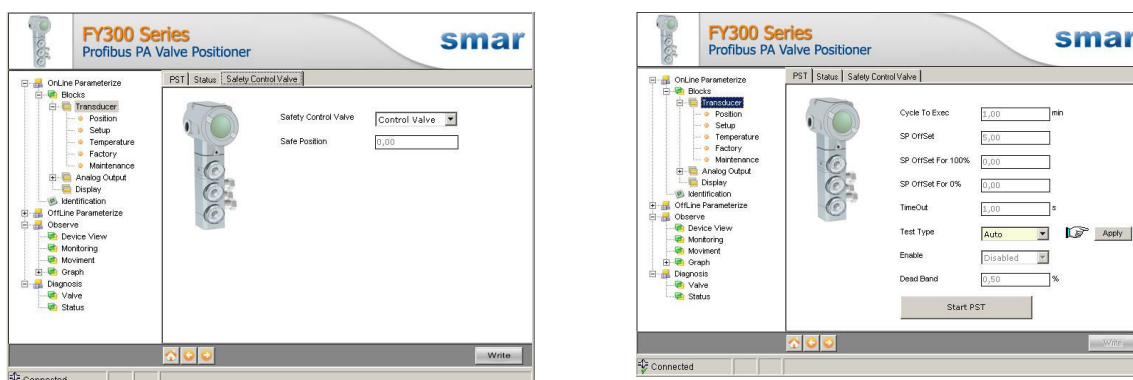 FY300 Series
Profibus PA Valve Positioner
smar
OnLine Parameterize
Blocks
Transducer
Position
Setup
Temperature
Factory
Maintenance
Analog Output
Display
Identification
OffLine Parameterize
Observe
Device View
Monitoring
Moviment
Graph
Diagnosis
Valve
Status
PST Status Safety Control Valve
Safety Control Valve Control Valve
Safe Position 0,00
Write
Connected
FY300 Series
Profibus PA Valve Positioner
smar
OnLine Parameterize
Blocks
Transducer
Position
Setup
Temperature
Factory
Maintenance
Analog Output
Display
Identification
OffLine Parameterize
Observe
Device View
Monitoring
Moviment
Graph
Diagnosis
Valve
Status
PST Status Safety Control Valve
Cycle To Exec 1,00 min
SP OffSet 5,00
SP OffSet For 100% 0,00
SP OffSet For 0% 0,00
TimeOut 1,00 s
Test Type Auto Apply
Enable Disabled
Dead Band 0,50 %
Start PST
Write
Connected